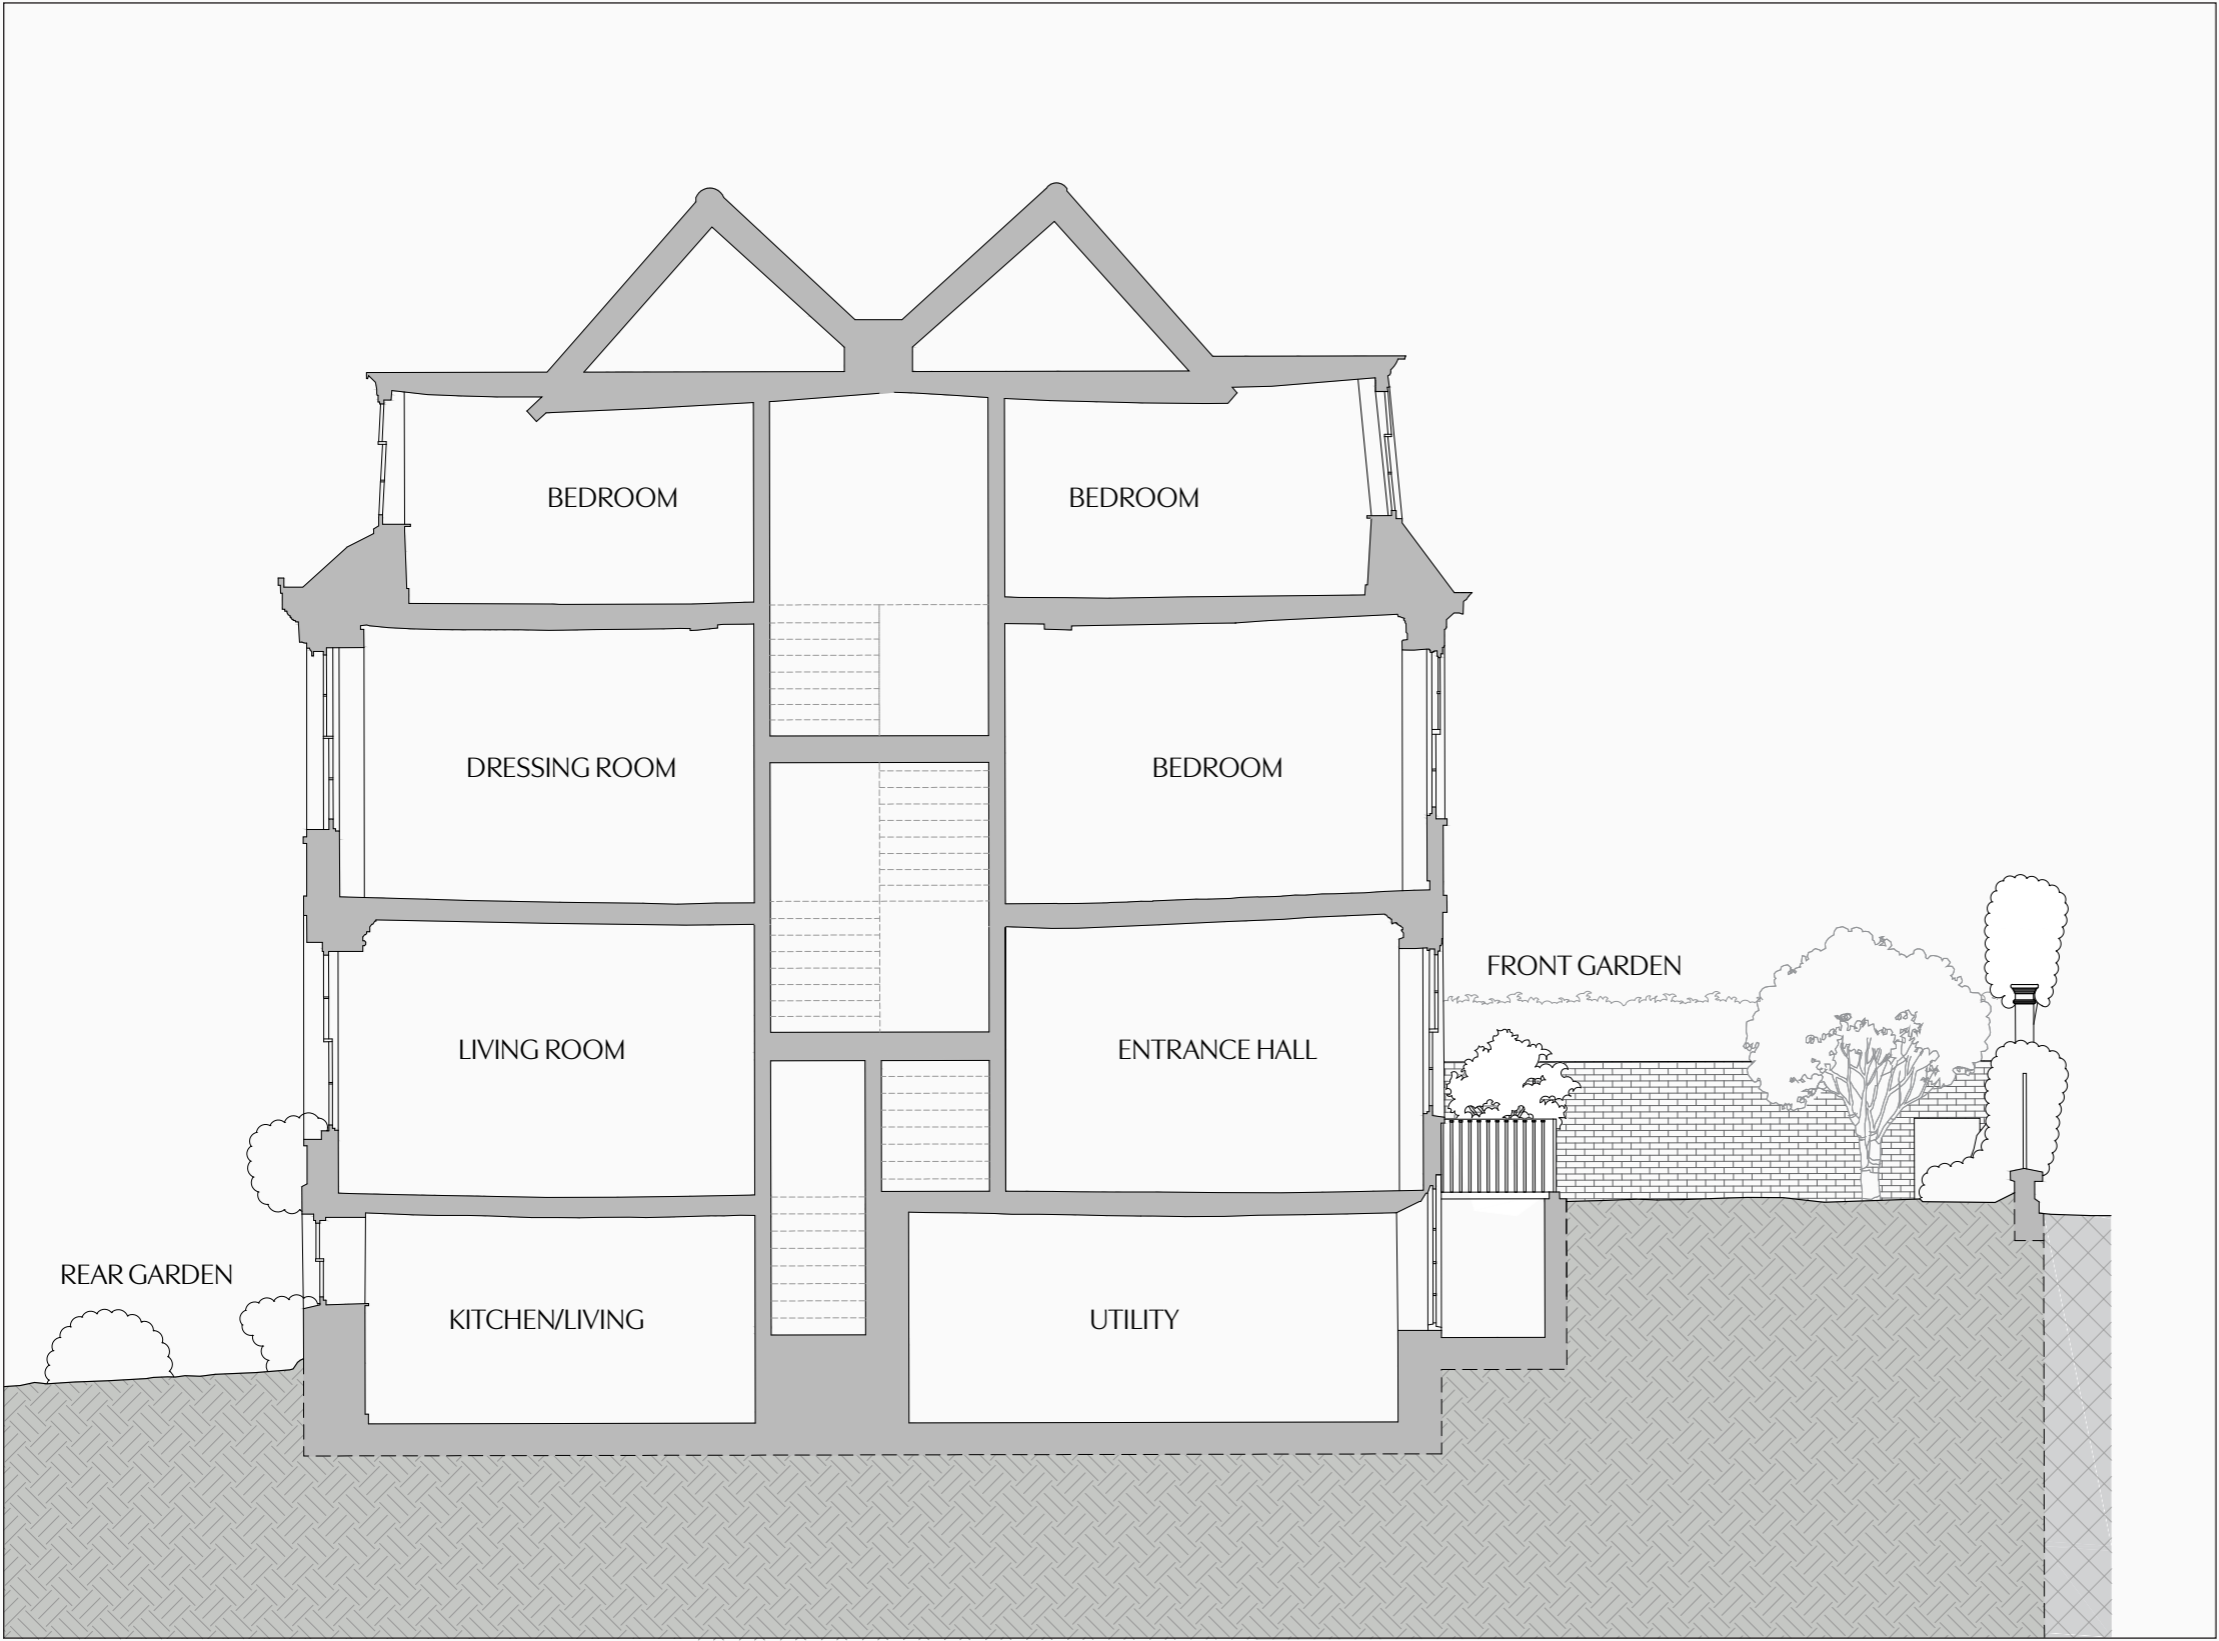 BEDROOM
BEDROOM
DRESSING ROOM
BEDROOM
FRONT GARDEN
LIVING ROOM
ENTRANCE HALL
REAR GARDEN
KITCHEN/LIVING
UTILITY